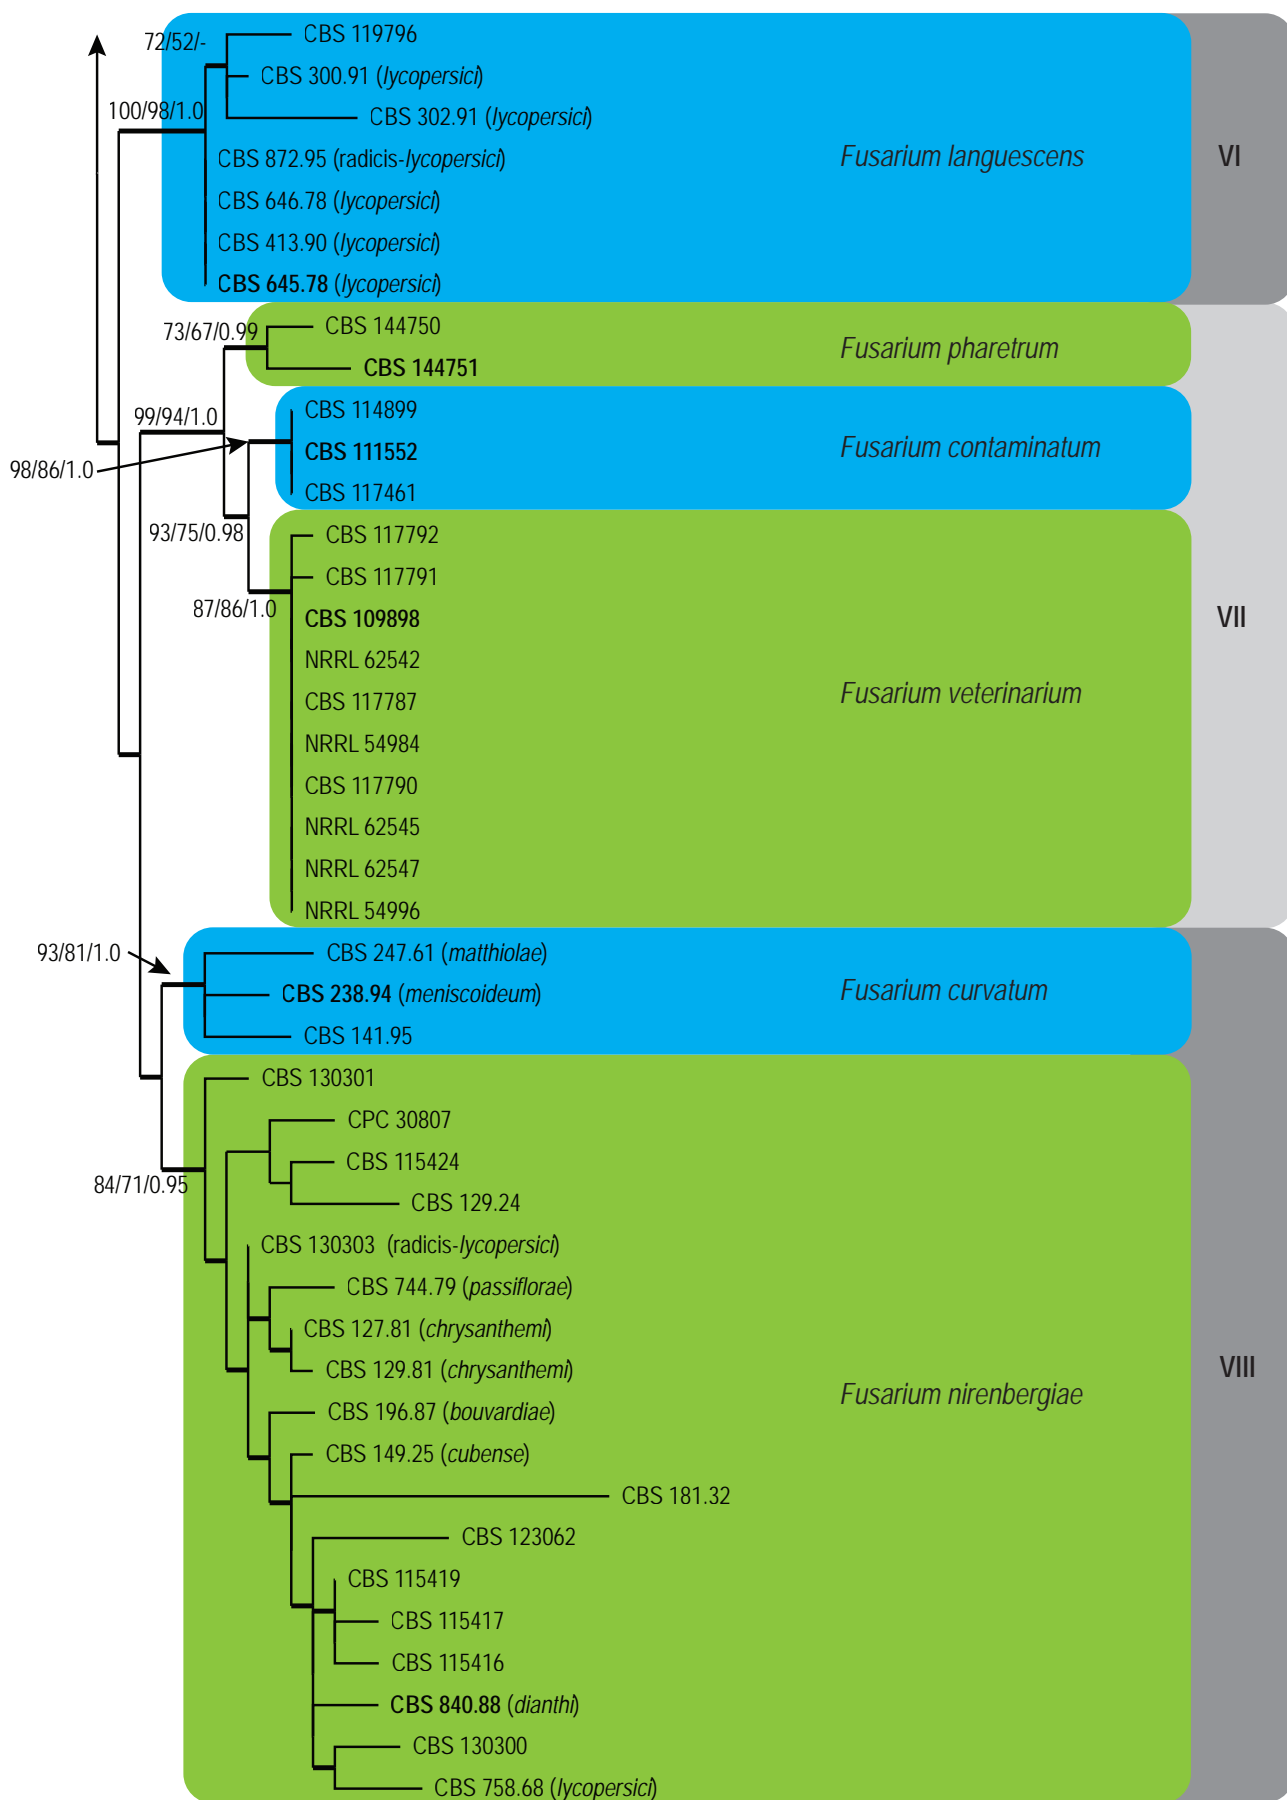 72/52/-
CBS 119796
CBS 300.91 (lycopersici)
100/98/1.0
CBS 302.91 (lycopersici)
CBS 872.95 (radicis-lycopersici)
Fusarium languescens
VI
CBS 646.78 (lycopersici)
CBS 413.90 (lycopersici)
CBS 645.78 (lycopersici)
73/67/0.99
CBS 144750
Fusarium pharetrum
CBS 144751
99/94/1.0
CBS 114899
CBS 111552
Fusarium contaminatum
98/86/1.0
CBS 117461
93/75/0.98
CBS 117792
CBS 117791
87/86/1.0
CBS 109898
VII
NRRL 62542
CBS 117787
Fusarium veterinarium
NRRL 54984
CBS 117790
NRRL 62545
NRRL 62547
NRRL 54996
93/81/1.0
CBS 247.61 (matthiolae)
CBS 238.94 (meniscoideum)
Fusarium curvatum
CBS 141.95
CBS 130301
CPC 30807
CBS 115424
84/71/0.95
CBS 129.24
CBS 130303 (radicis-lycopersici)
CBS 744.79 (passiflorae)
CBS 127.81 (chrysanthemi)
CBS 129.81 (chrysanthemi)
VIII
Fusarium nirenbergiae
CBS 196.87 (bouvardiae)
CBS 149.25 (cubense)
CBS 181.32
CBS 123062
CBS 115419
CBS 115417
CBS 115416
CBS 840.88 (dianthi)
CBS 130300
CBS 758.68 (lycopersici)